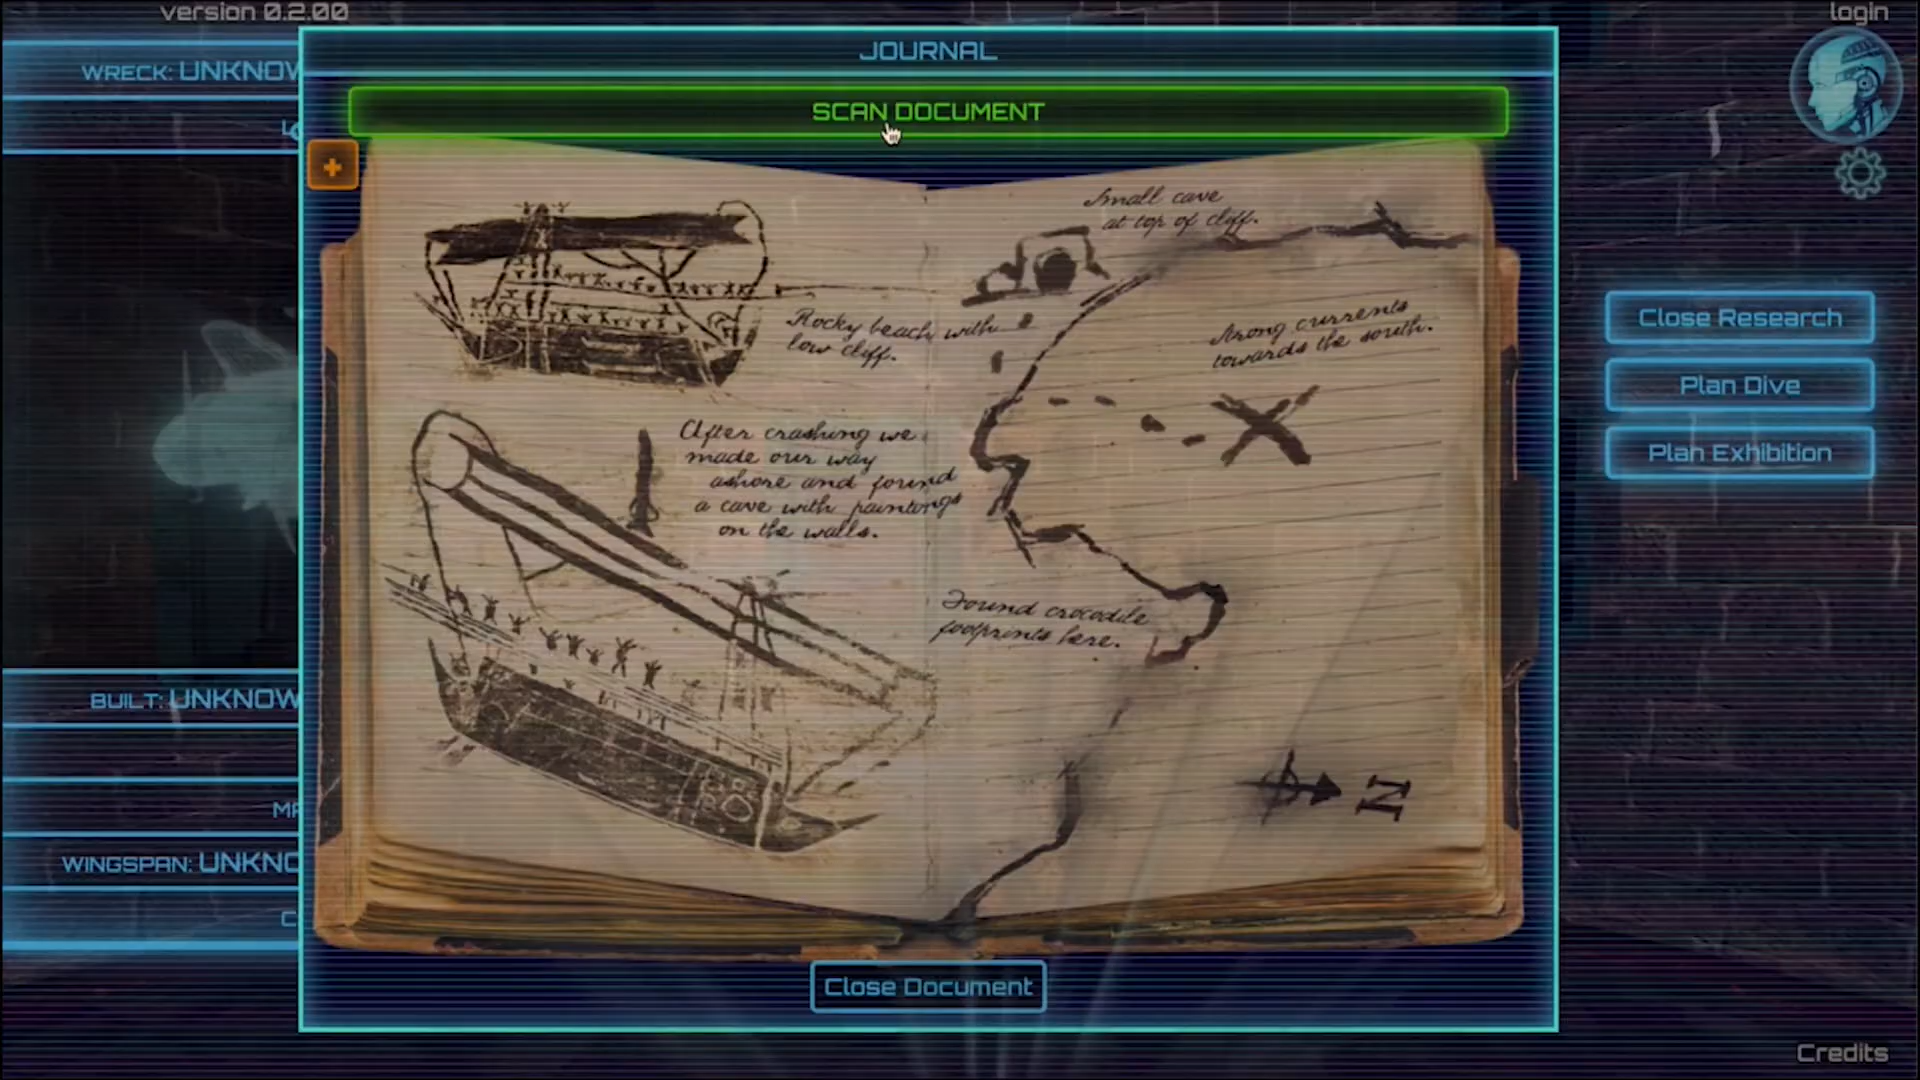 version 0.2.00
login
JOURNAL
WRECK: UNKNOW
SCAN DOCUMENT
Small cave
at top of cliff.
Strong currents
towards the south.
Rocky beach with
low cliff.
After crashing we
made our way
ashore and found
a cave with paintings
on the walls.
Found crocodile
footprints here.
N
Close Research
Plan Dive
Plan Exhibition
BUILT: UNKNOW
MA
WINGSPAN: UNKNO
C
Close Document
Credits